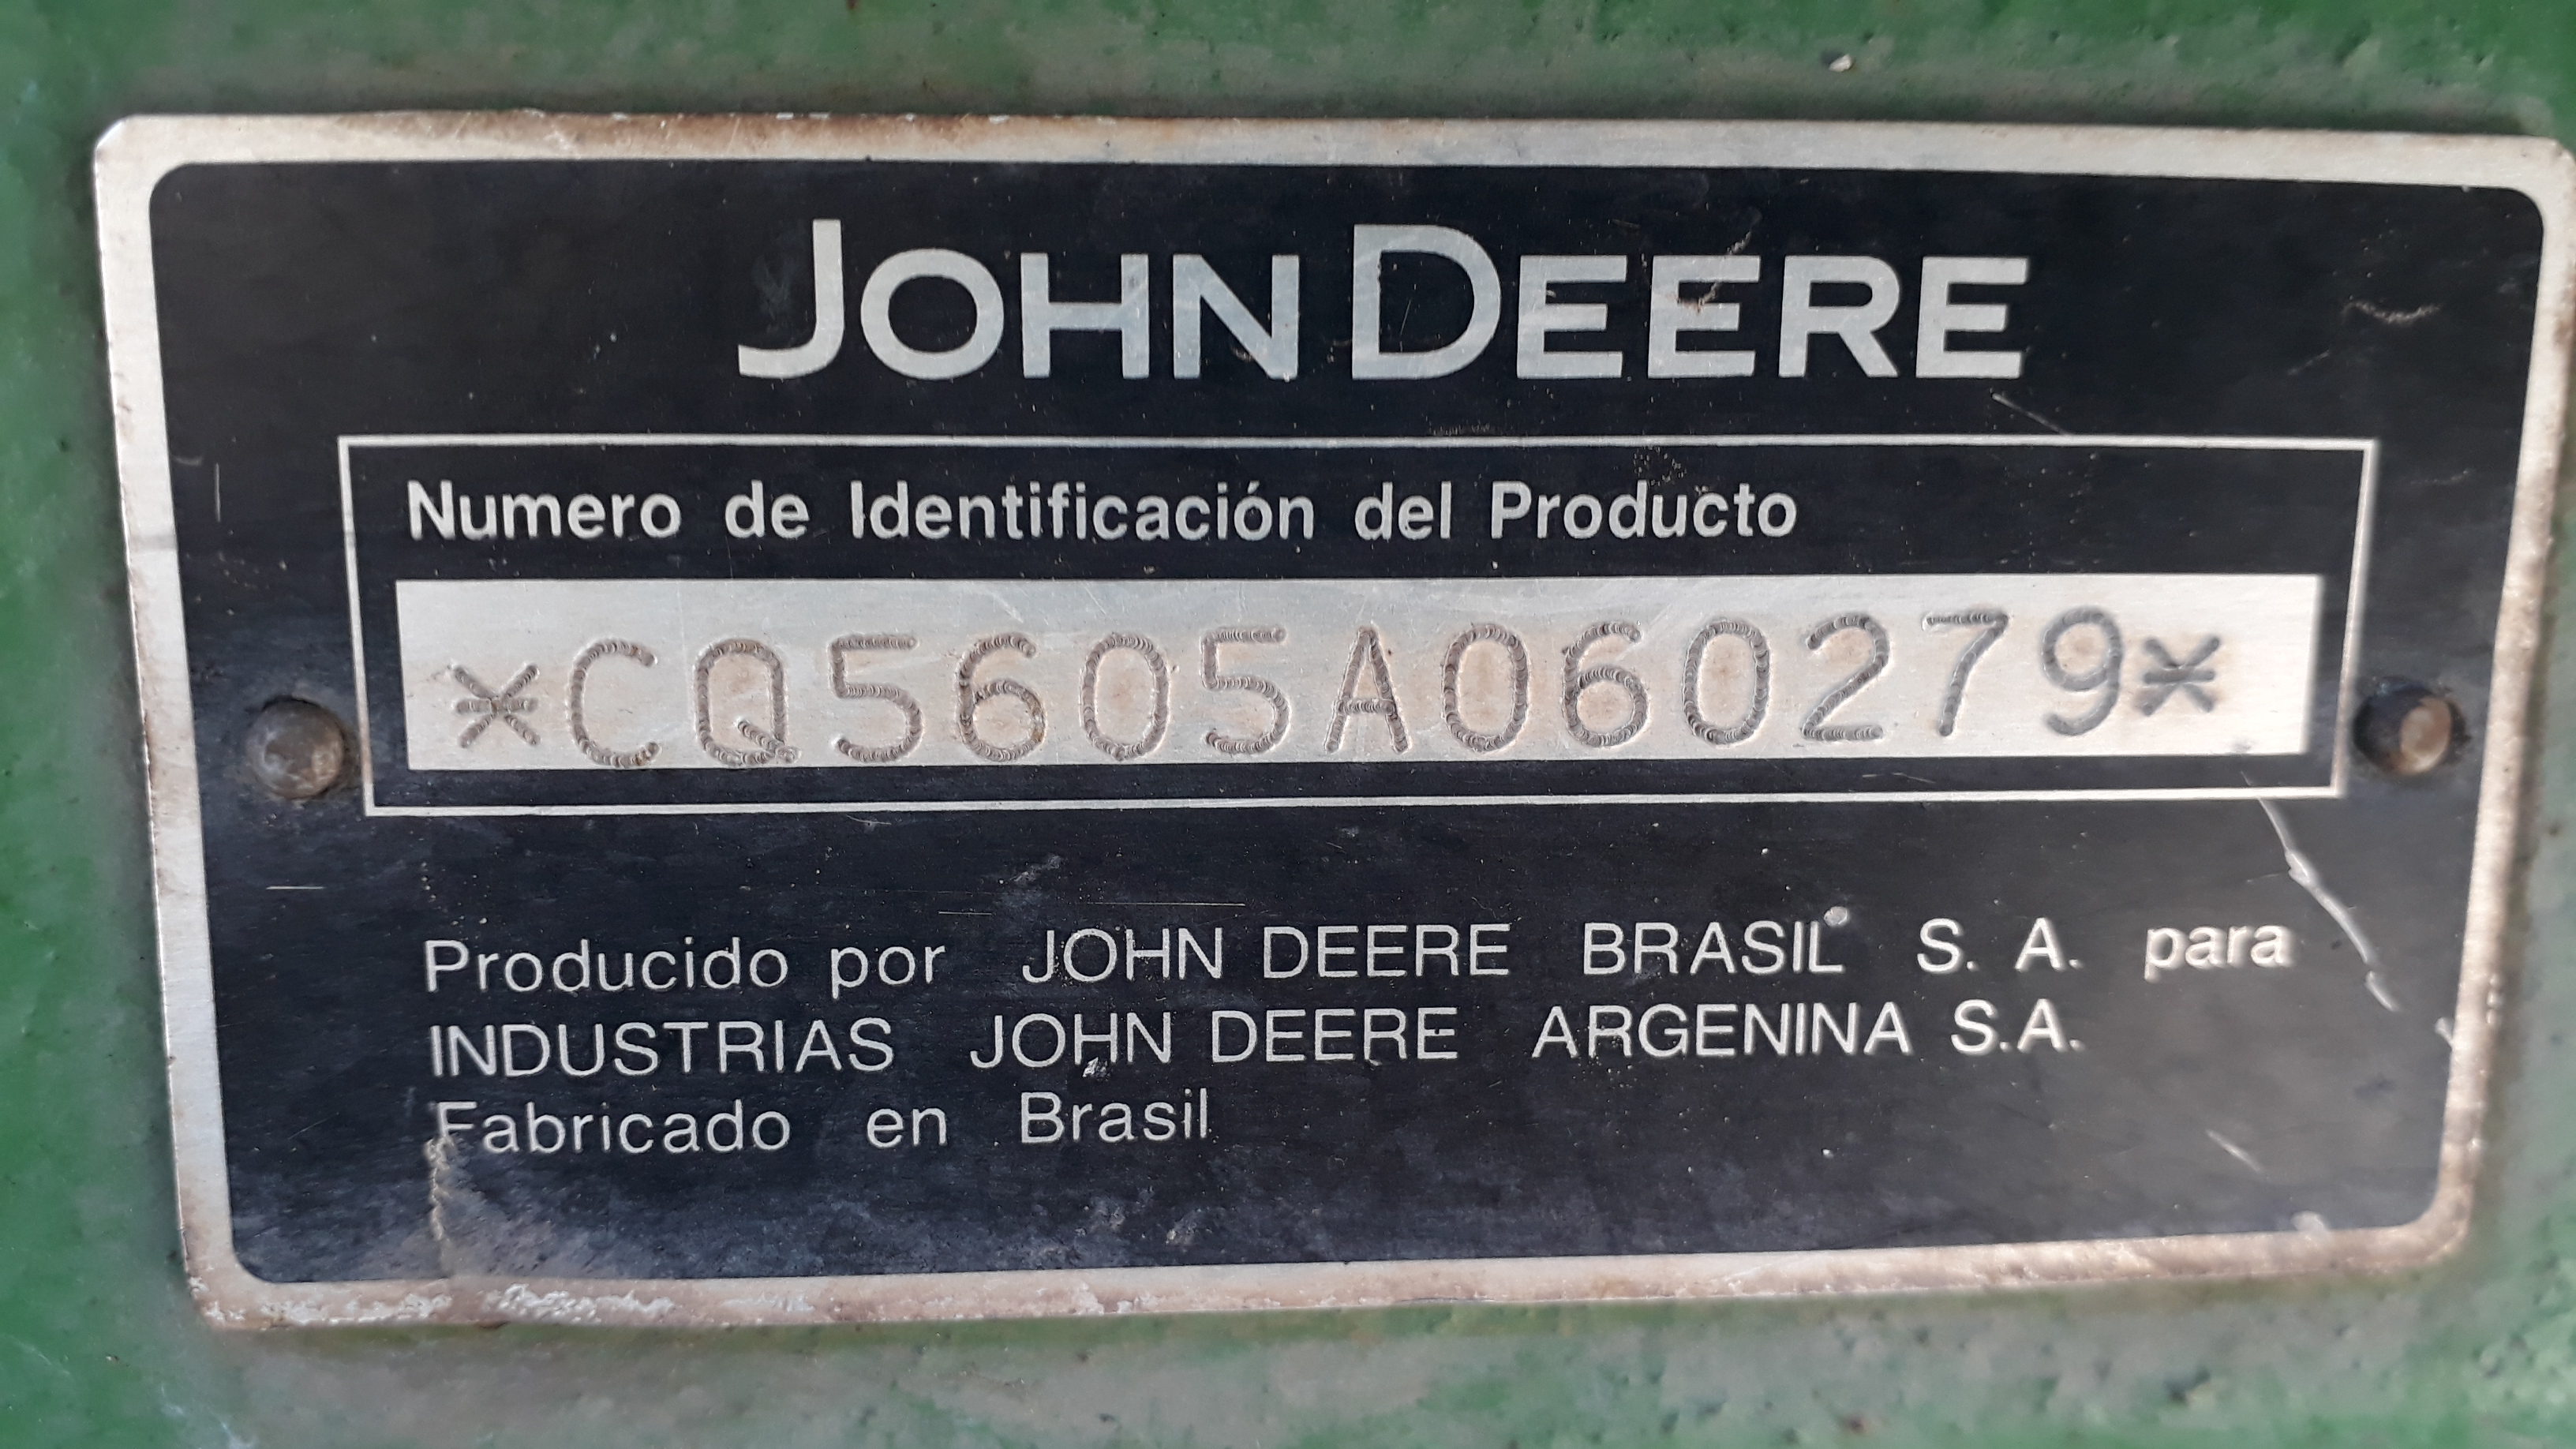 JOHN DEERE
Numero de Identificación del Producto
*CQ5605A060279*
Producido por JOHN DEERE BRASIL S. A. para
INDUSTRIAS JOHN DEERE ARGENINA S.A.
Fabricado en Brasil